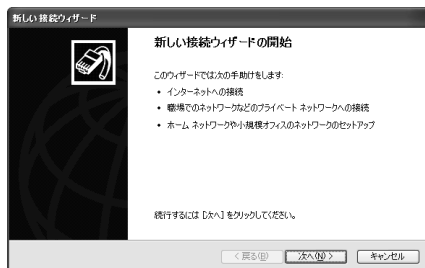 新しい接続ウィザード
新しい接続ウィザードの開始
このウィザードでは次の手助けをします:
• インターネットへの接続
• 職場でのネットワークなどのプライベート ネットワークへの接続
• ホーム ネットワークや小規模オフィスのネットワークのセットアップ
続行するには [次へ] をクリックしてください。
< 戻る(B) 次へ(N) > キャンセル